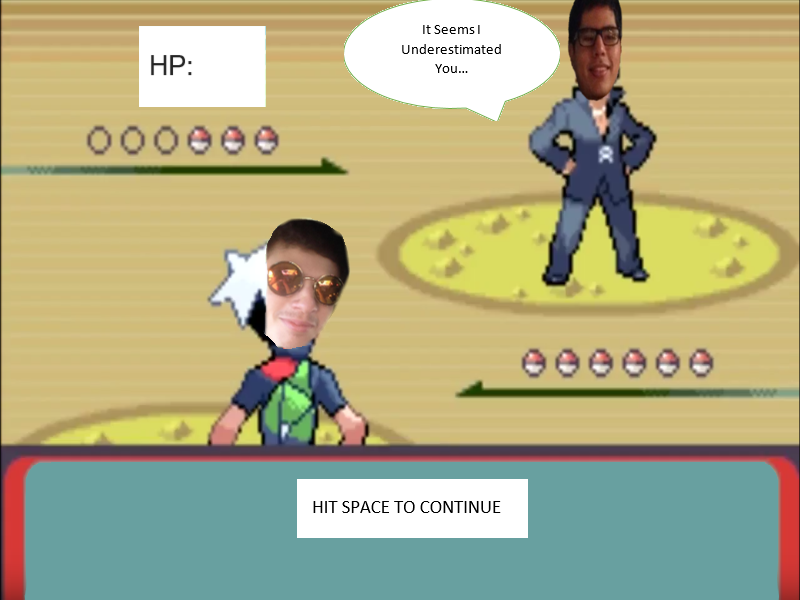 HP:
It Seems I
Underestimated
You...
HIT SPACE TO CONTINUE